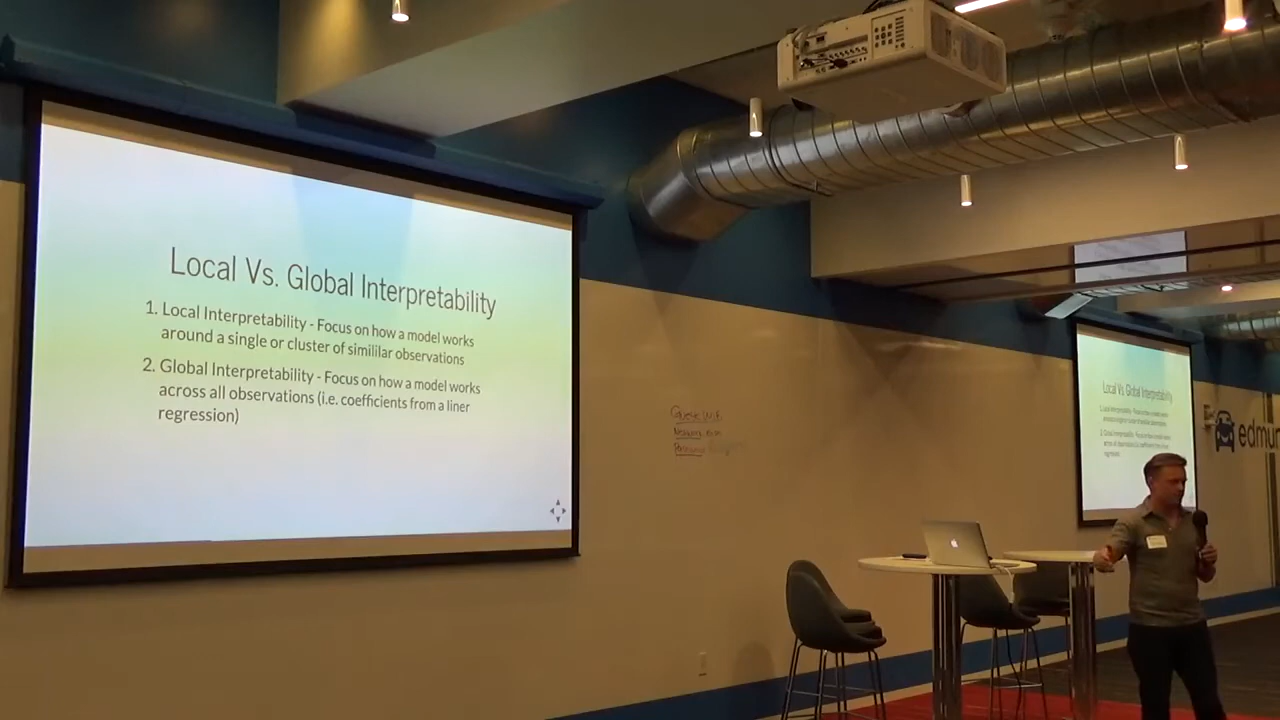 Local Vs. Global Interpretability
1. Local Interpretability - Focus on how a model works
around a single or cluster of simililar observations
2. Global Interpretability - Focus on how a model works
across all observations (i.e. coefficients from a liner
regression)
Local Vs Global Interpretability
edmun